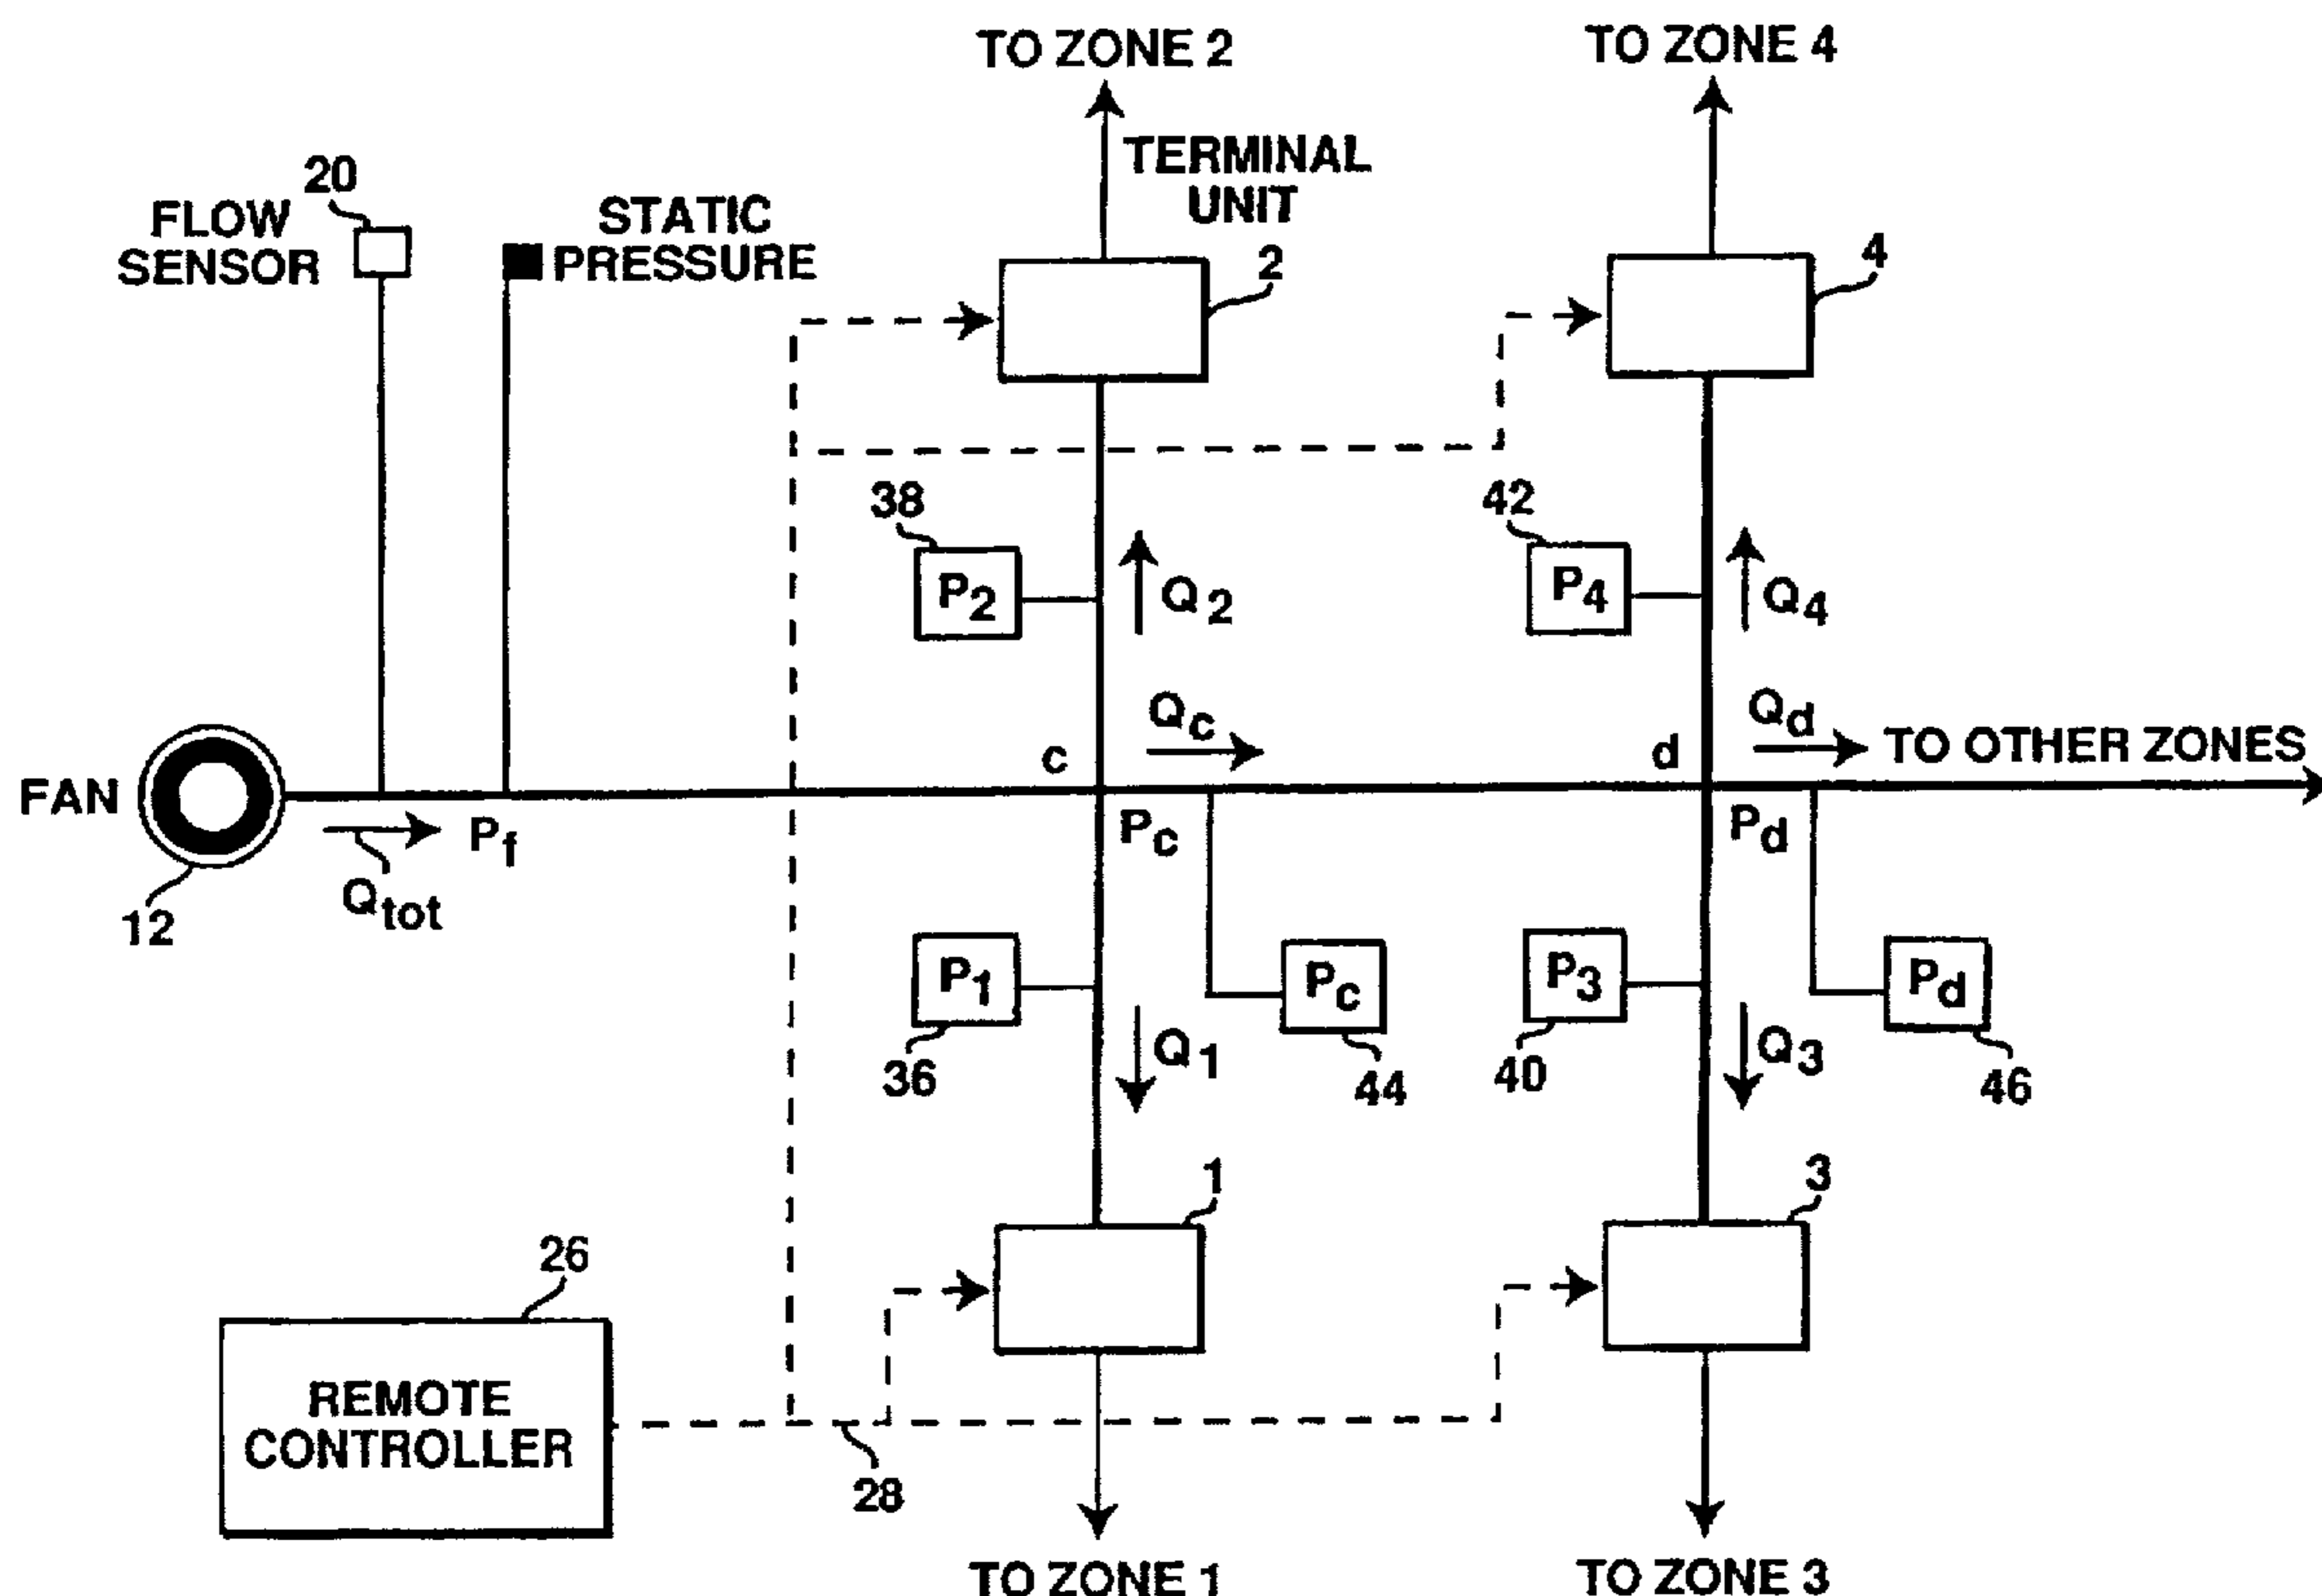 TO ZONE 2
TO ZONE 4
TERMINAL
UNIT
20
FLOW
SENSOR
STATIC
PRESSURE
2
4
38
P2
Q2
42
P4
Q4
Qc
Qd
c
d
TO OTHER ZONES
FAN
12
Qtot
Pf
Pc
Pd
P1
36
Q1
Pc
44
P3
40
Q3
Pd
46
1
3
26
REMOTE
CONTROLLER
28
TO ZONE 1
TO ZONE 3